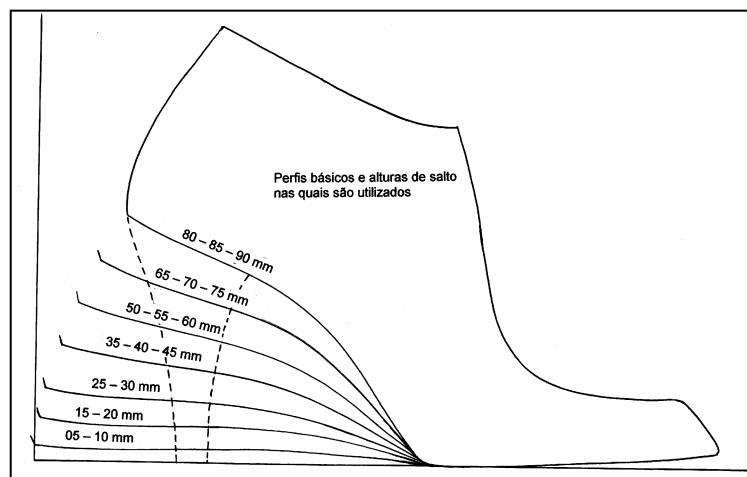 Perfis básicos e alturas de salto
nas quais são utilizados
80 – 85 – 90 mm
65 – 70 – 75 mm
50 – 55 – 60 mm
35 – 40 – 45 mm
25 – 30 mm
15 – 20 mm
05 – 10 mm